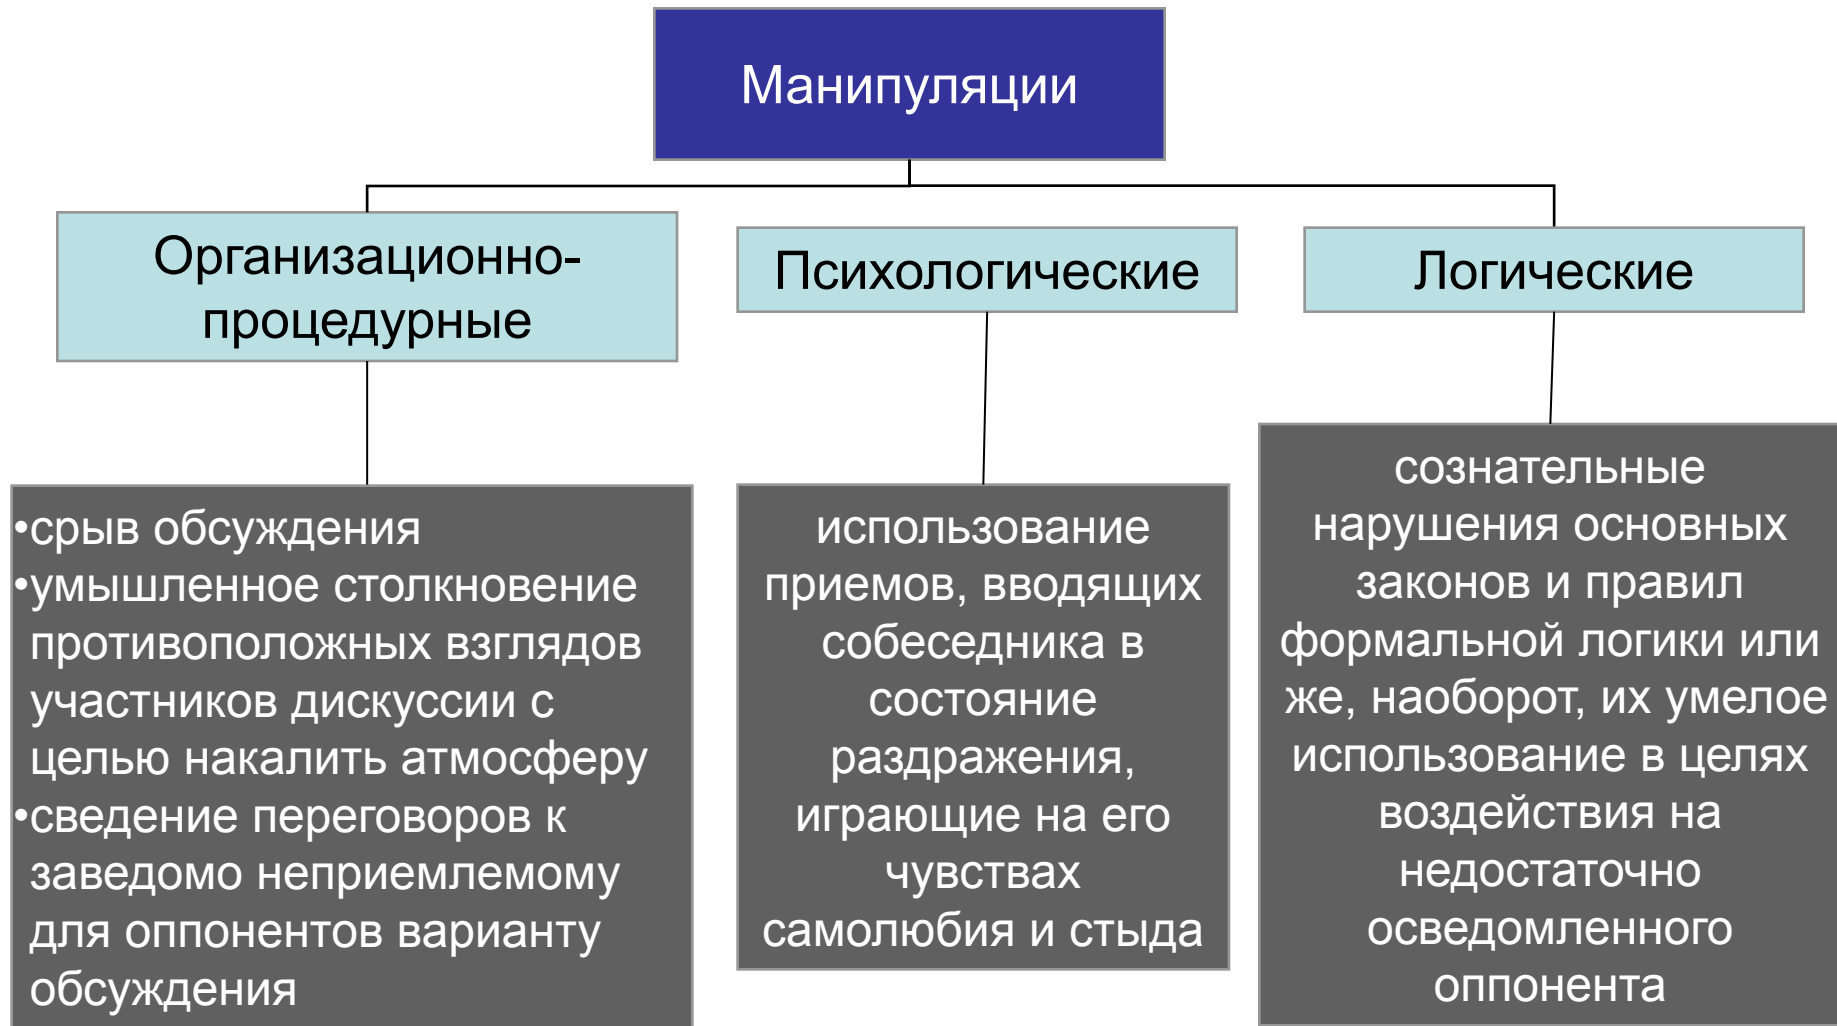 Манипуляции
Организационно-
процедурные
Психологические
Логические
•срыв обсуждения
•умышленное столкновение
противоположных взглядов
участников дискуссии с
целью накалить атмосферу
•сведение переговоров к
заведомо неприемлемому
для оппонентов варианту
обсуждения
использование
приемов, вводящих
собеседника в
состояние
раздражения,
играющие на его
чувствах
самолюбия и стыда
сознательные
нарушения основных
законов и правил
формальной логики или
же, наоборот, их умелое
использование в целях
воздействия на
недостаточно
осведомленного
оппонента